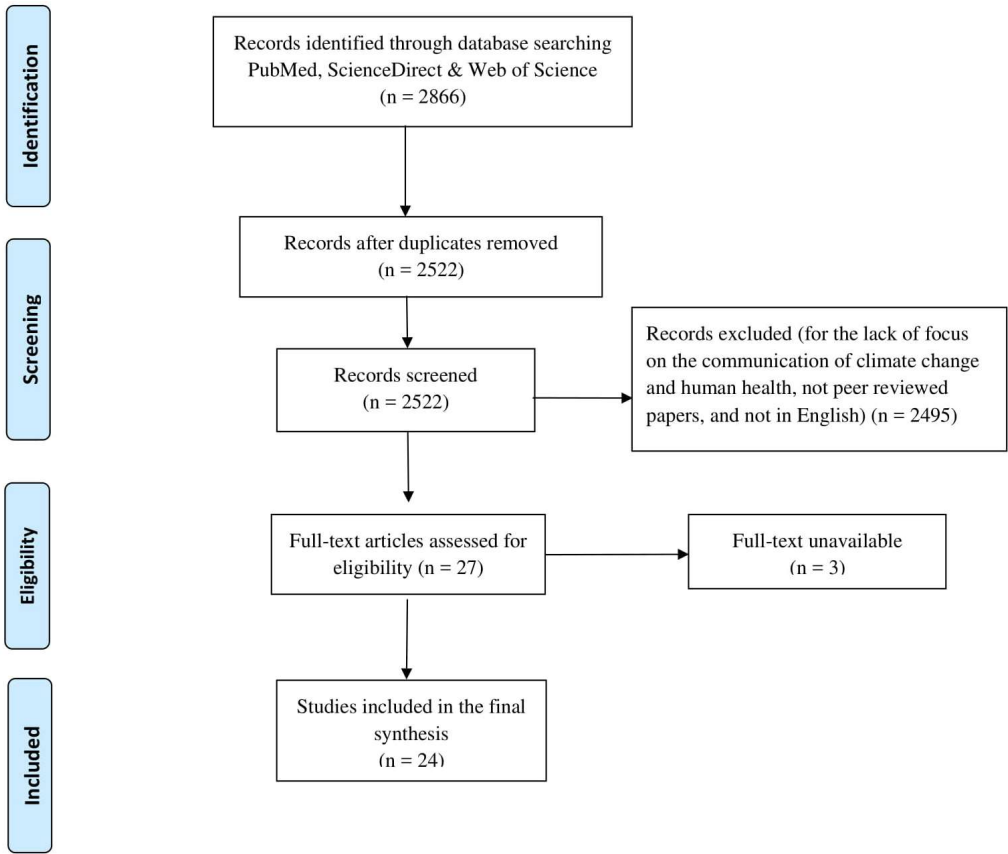 Identification
Records identified through database searching
PubMed, ScienceDirect & Web of Science
(n = 2866)
Records after duplicates removed
(n = 2522)
Screening
Records screened
(n = 2522)
Records excluded (for the lack of focus
on the communication of climate change
and human health, not peer reviewed
papers, and not in English) (n = 2495)
Eligibility
Full-text articles assessed for
eligibility (n = 27)
Full-text unavailable
(n = 3)
Included
Studies included in the final
synthesis
(n = 24)